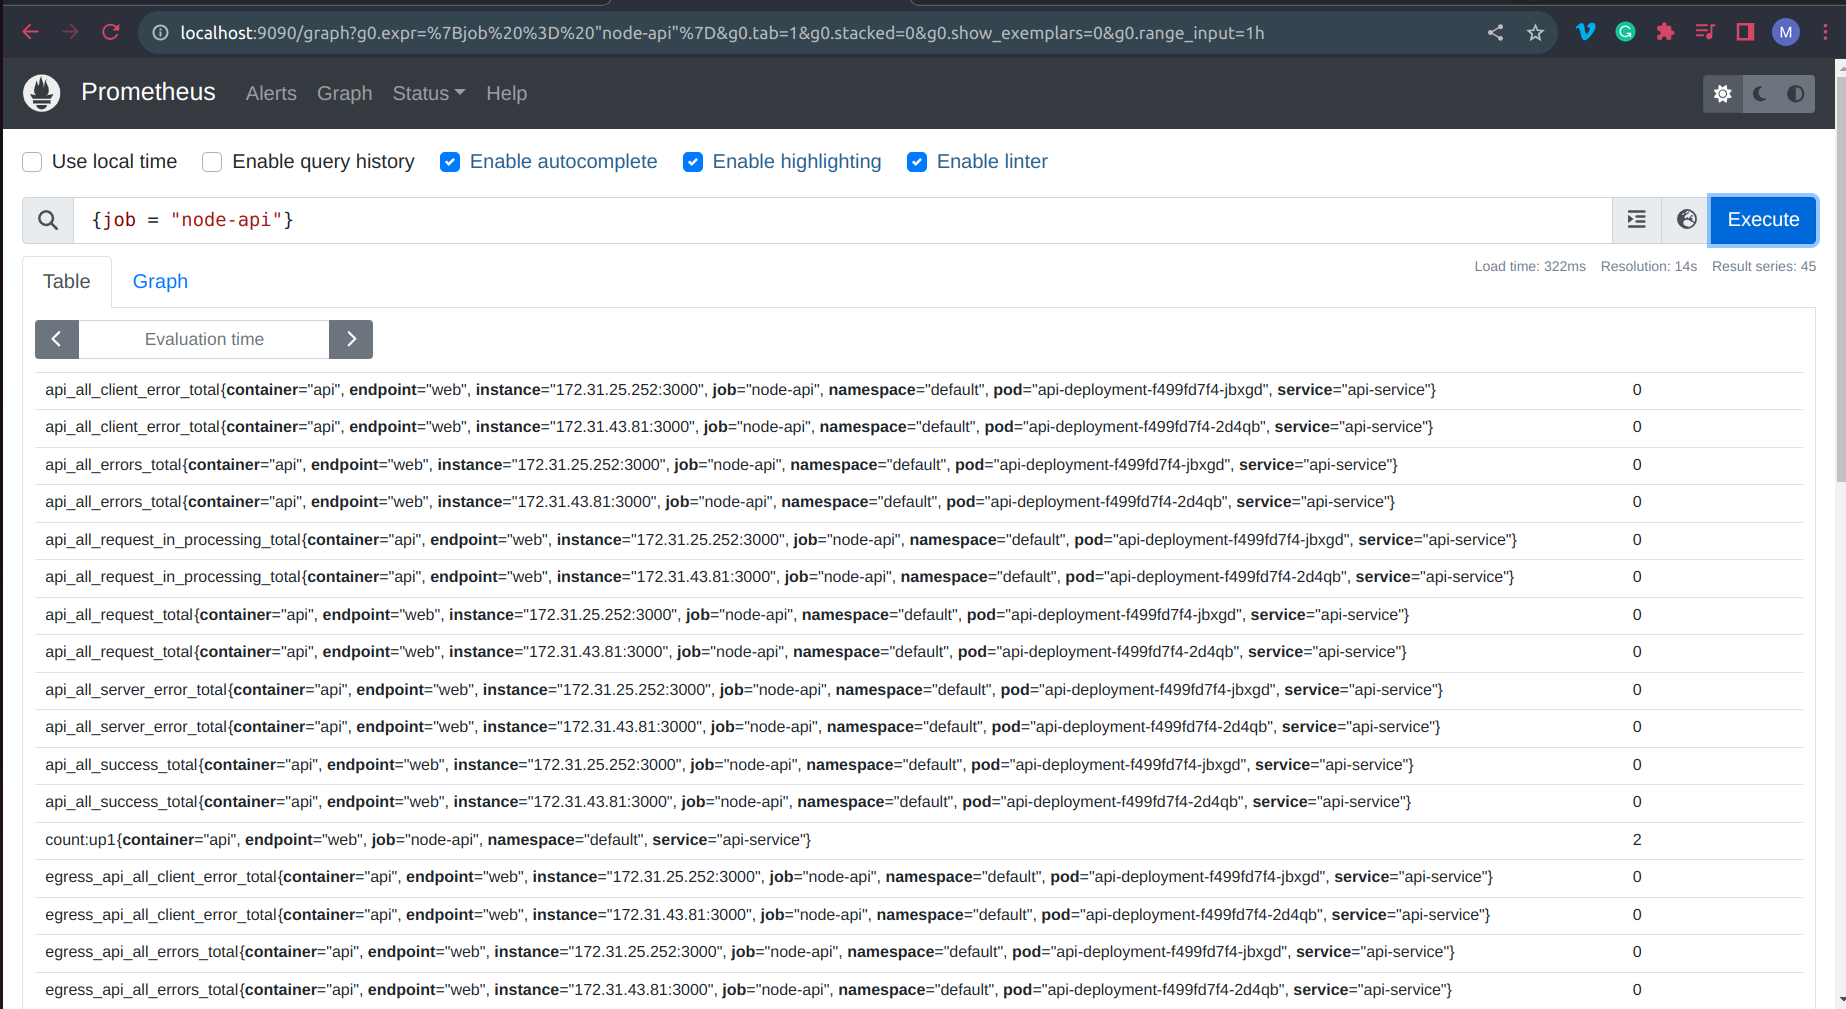 localhost:9090/graph?g0.expr=%7Bjob%20%3D%20"node-api"%7D&g0.tab=1&g0.stacked=0&g0.show_exemplars=0&g0.range_input=1h
M
Prometheus Alerts Graph Status Help
Use local time Enable query history Enable autocomplete Enable highlighting Enable linter
{job = "node-api"} Execute
Load time: 322ms Resolution: 14s Result series: 45
Table Graph
Evaluation time
api_all_client_error_total{container="api", endpoint="web", instance="172.31.25.252:3000", job="node-api", namespace="default", pod="api-deployment-f499fd7f4-jbxgd", service="api-service"} 0
api_all_client_error_total{container="api", endpoint="web", instance="172.31.43.81:3000", job="node-api", namespace="default", pod="api-deployment-f499fd7f4-2d4qb", service="api-service"} 0
api_all_errors_total{container="api", endpoint="web", instance="172.31.25.252:3000", job="node-api", namespace="default", pod="api-deployment-f499fd7f4-jbxgd", service="api-service"} 0
api_all_errors_total{container="api", endpoint="web", instance="172.31.43.81:3000", job="node-api", namespace="default", pod="api-deployment-f499fd7f4-2d4qb", service="api-service"} 0
api_all_request_in_processing_total{container="api", endpoint="web", instance="172.31.25.252:3000", job="node-api", namespace="default", pod="api-deployment-f499fd7f4-jbxgd", service="api-service"} 0
api_all_request_in_processing_total{container="api", endpoint="web", instance="172.31.43.81:3000", job="node-api", namespace="default", pod="api-deployment-f499fd7f4-2d4qb", service="api-service"} 0
api_all_request_total{container="api", endpoint="web", instance="172.31.25.252:3000", job="node-api", namespace="default", pod="api-deployment-f499fd7f4-jbxgd", service="api-service"} 0
api_all_request_total{container="api", endpoint="web", instance="172.31.43.81:3000", job="node-api", namespace="default", pod="api-deployment-f499fd7f4-2d4qb", service="api-service"} 0
api_all_server_error_total{container="api", endpoint="web", instance="172.31.25.252:3000", job="node-api", namespace="default", pod="api-deployment-f499fd7f4-jbxgd", service="api-service"} 0
api_all_server_error_total{container="api", endpoint="web", instance="172.31.43.81:3000", job="node-api", namespace="default", pod="api-deployment-f499fd7f4-2d4qb", service="api-service"} 0
api_all_success_total{container="api", endpoint="web", instance="172.31.25.252:3000", job="node-api", namespace="default", pod="api-deployment-f499fd7f4-jbxgd", service="api-service"} 0
api_all_success_total{container="api", endpoint="web", instance="172.31.43.81:3000", job="node-api", namespace="default", pod="api-deployment-f499fd7f4-2d4qb", service="api-service"} 0
count:up1{container="api", endpoint="web", job="node-api", namespace="default", service="api-service"} 2
egress_api_all_client_error_total{container="api", endpoint="web", instance="172.31.25.252:3000", job="node-api", namespace="default", pod="api-deployment-f499fd7f4-jbxgd", service="api-service"} 0
egress_api_all_client_error_total{container="api", endpoint="web", instance="172.31.43.81:3000", job="node-api", namespace="default", pod="api-deployment-f499fd7f4-2d4qb", service="api-service"} 0
egress_api_all_errors_total{container="api", endpoint="web", instance="172.31.25.252:3000", job="node-api", namespace="default", pod="api-deployment-f499fd7f4-jbxgd", service="api-service"} 0
egress_api_all_errors_total{container="api", endpoint="web", instance="172.31.43.81:3000", job="node-api", namespace="default", pod="api-deployment-f499fd7f4-2d4qb", service="api-service"} 0